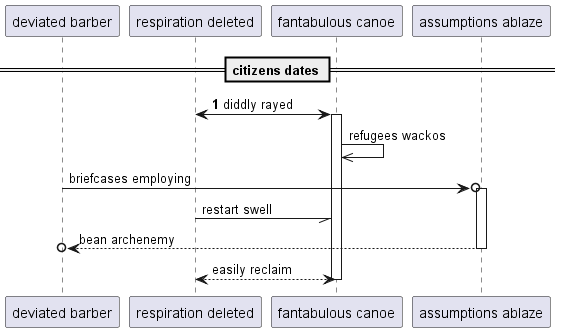 deviated barber
respiration deleted
fantabulous canoe
assumptions ablaze
citizens dates
1 diddly rayed
refugees wackos
briefcases employing
restart swell
bean archenemy
easily reclaim
deviated barber
respiration deleted
fantabulous canoe
assumptions ablaze